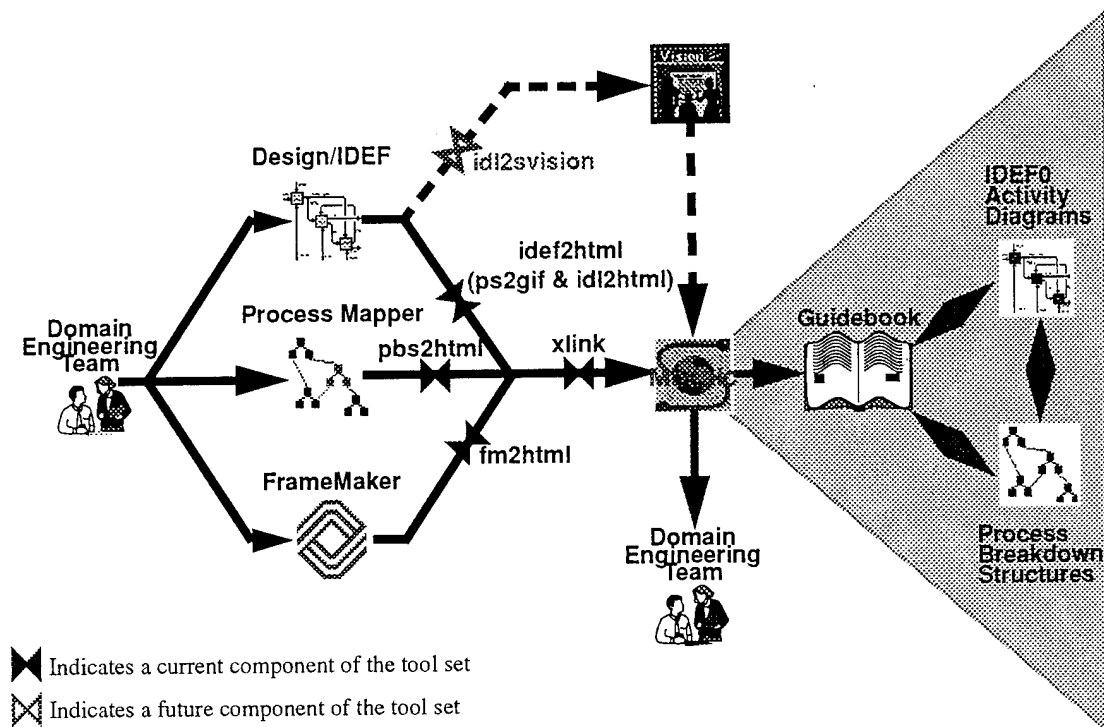 Vision
Design/IDEF
idl2svision
IDEF0
Activity
Diagrams
idef2html
(ps2gif & idl2html)
Process Mapper
Guidebook
Domain
Engineering
Team
pbs2html
xlink
fm2html
FrameMaker
Domain
Engineering
Team
Process
Breakdown
Structures
Indicates a current component of the tool set
Indicates a future component of the tool set